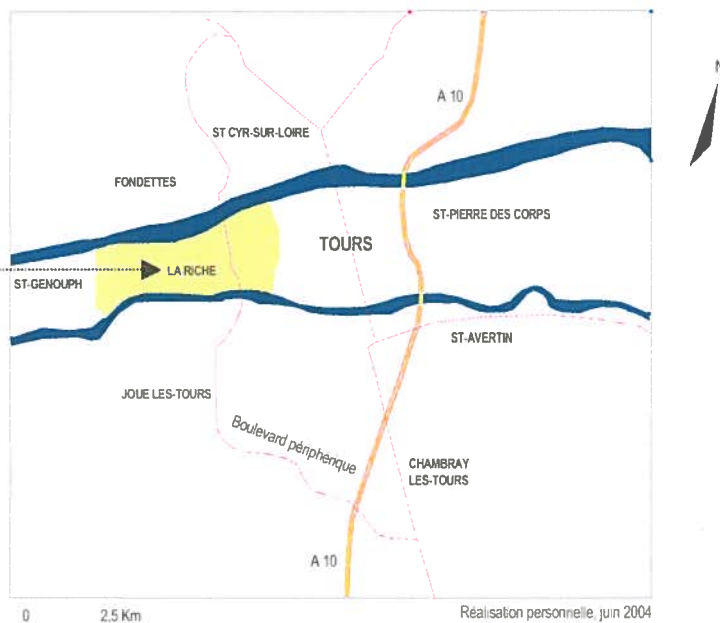 N
A 10
ST CYR-SUR-LOIRE
FONDETTES
ST-PIERRE DES CORPS
TOURS
LA RICHE
ST-GENOUPH
ST-AVERTIN
JOUE LES-TOURS
Boulevard périphérique
CHAMBRAY
LES-TOURS
A 10
0 2.5 Km
Réalisation personnelle, juin 2004